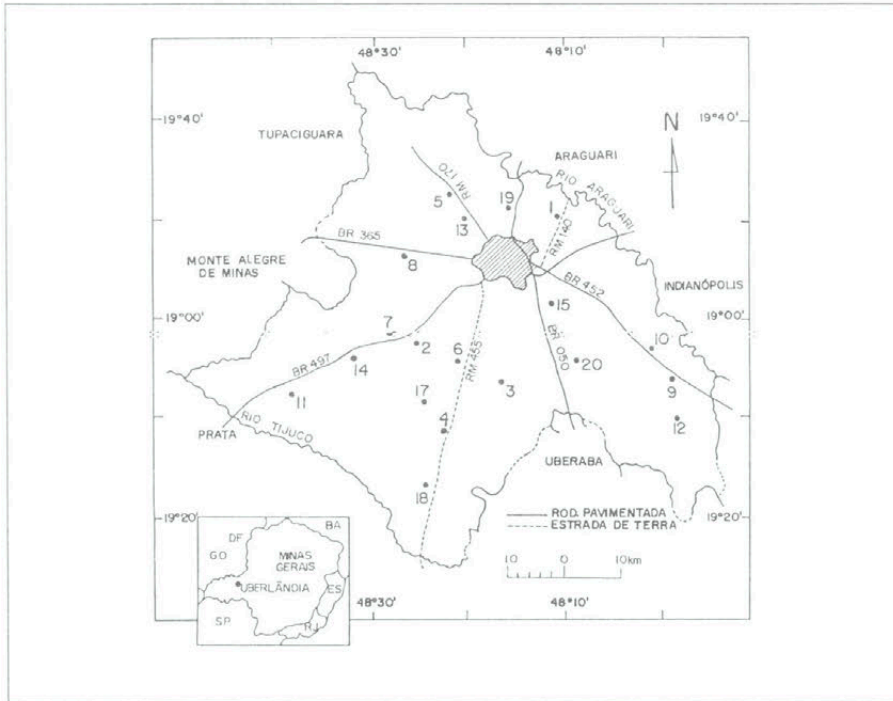 48°30' 48°10'
19°40' 19°40'
TUPACIGUARA
N
ARAGUARI
RIO ARAGUARI
RM 170
5
19
1
13
RM 140
BR 365
8
MONTE ALEGRE
DE MINAS
INDIANÓPOLIS
BR 452
15
19°00' 19°00'
7
2
6
10
BR 497
14
RM 455
BR 050
20
3
9
11
17
12
RIO TIJUCO
4
PRATA
UBERABA
18
ROD. PAVIMENTADA
ESTRADA DE TERRA
19°20' 19°20'
10 0 10km
BA
DF
GO
MINAS
GERAIS
UBERLÂNDIA
ES
SP
RJ
48°30' 48°10'